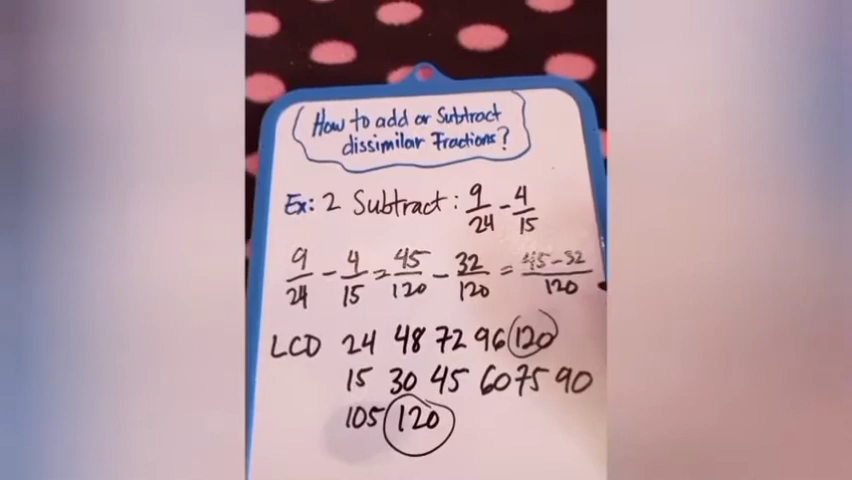 How to add or Subtract
dissimilar Fractions?
Ex: 2 Subtract: 9/24 - 4/15
9/24 - 4/15 = 45/120 - 32/120 = 45-32/120
LCD 24 48 72 96 120
15 30 45 60 75 90
105 120